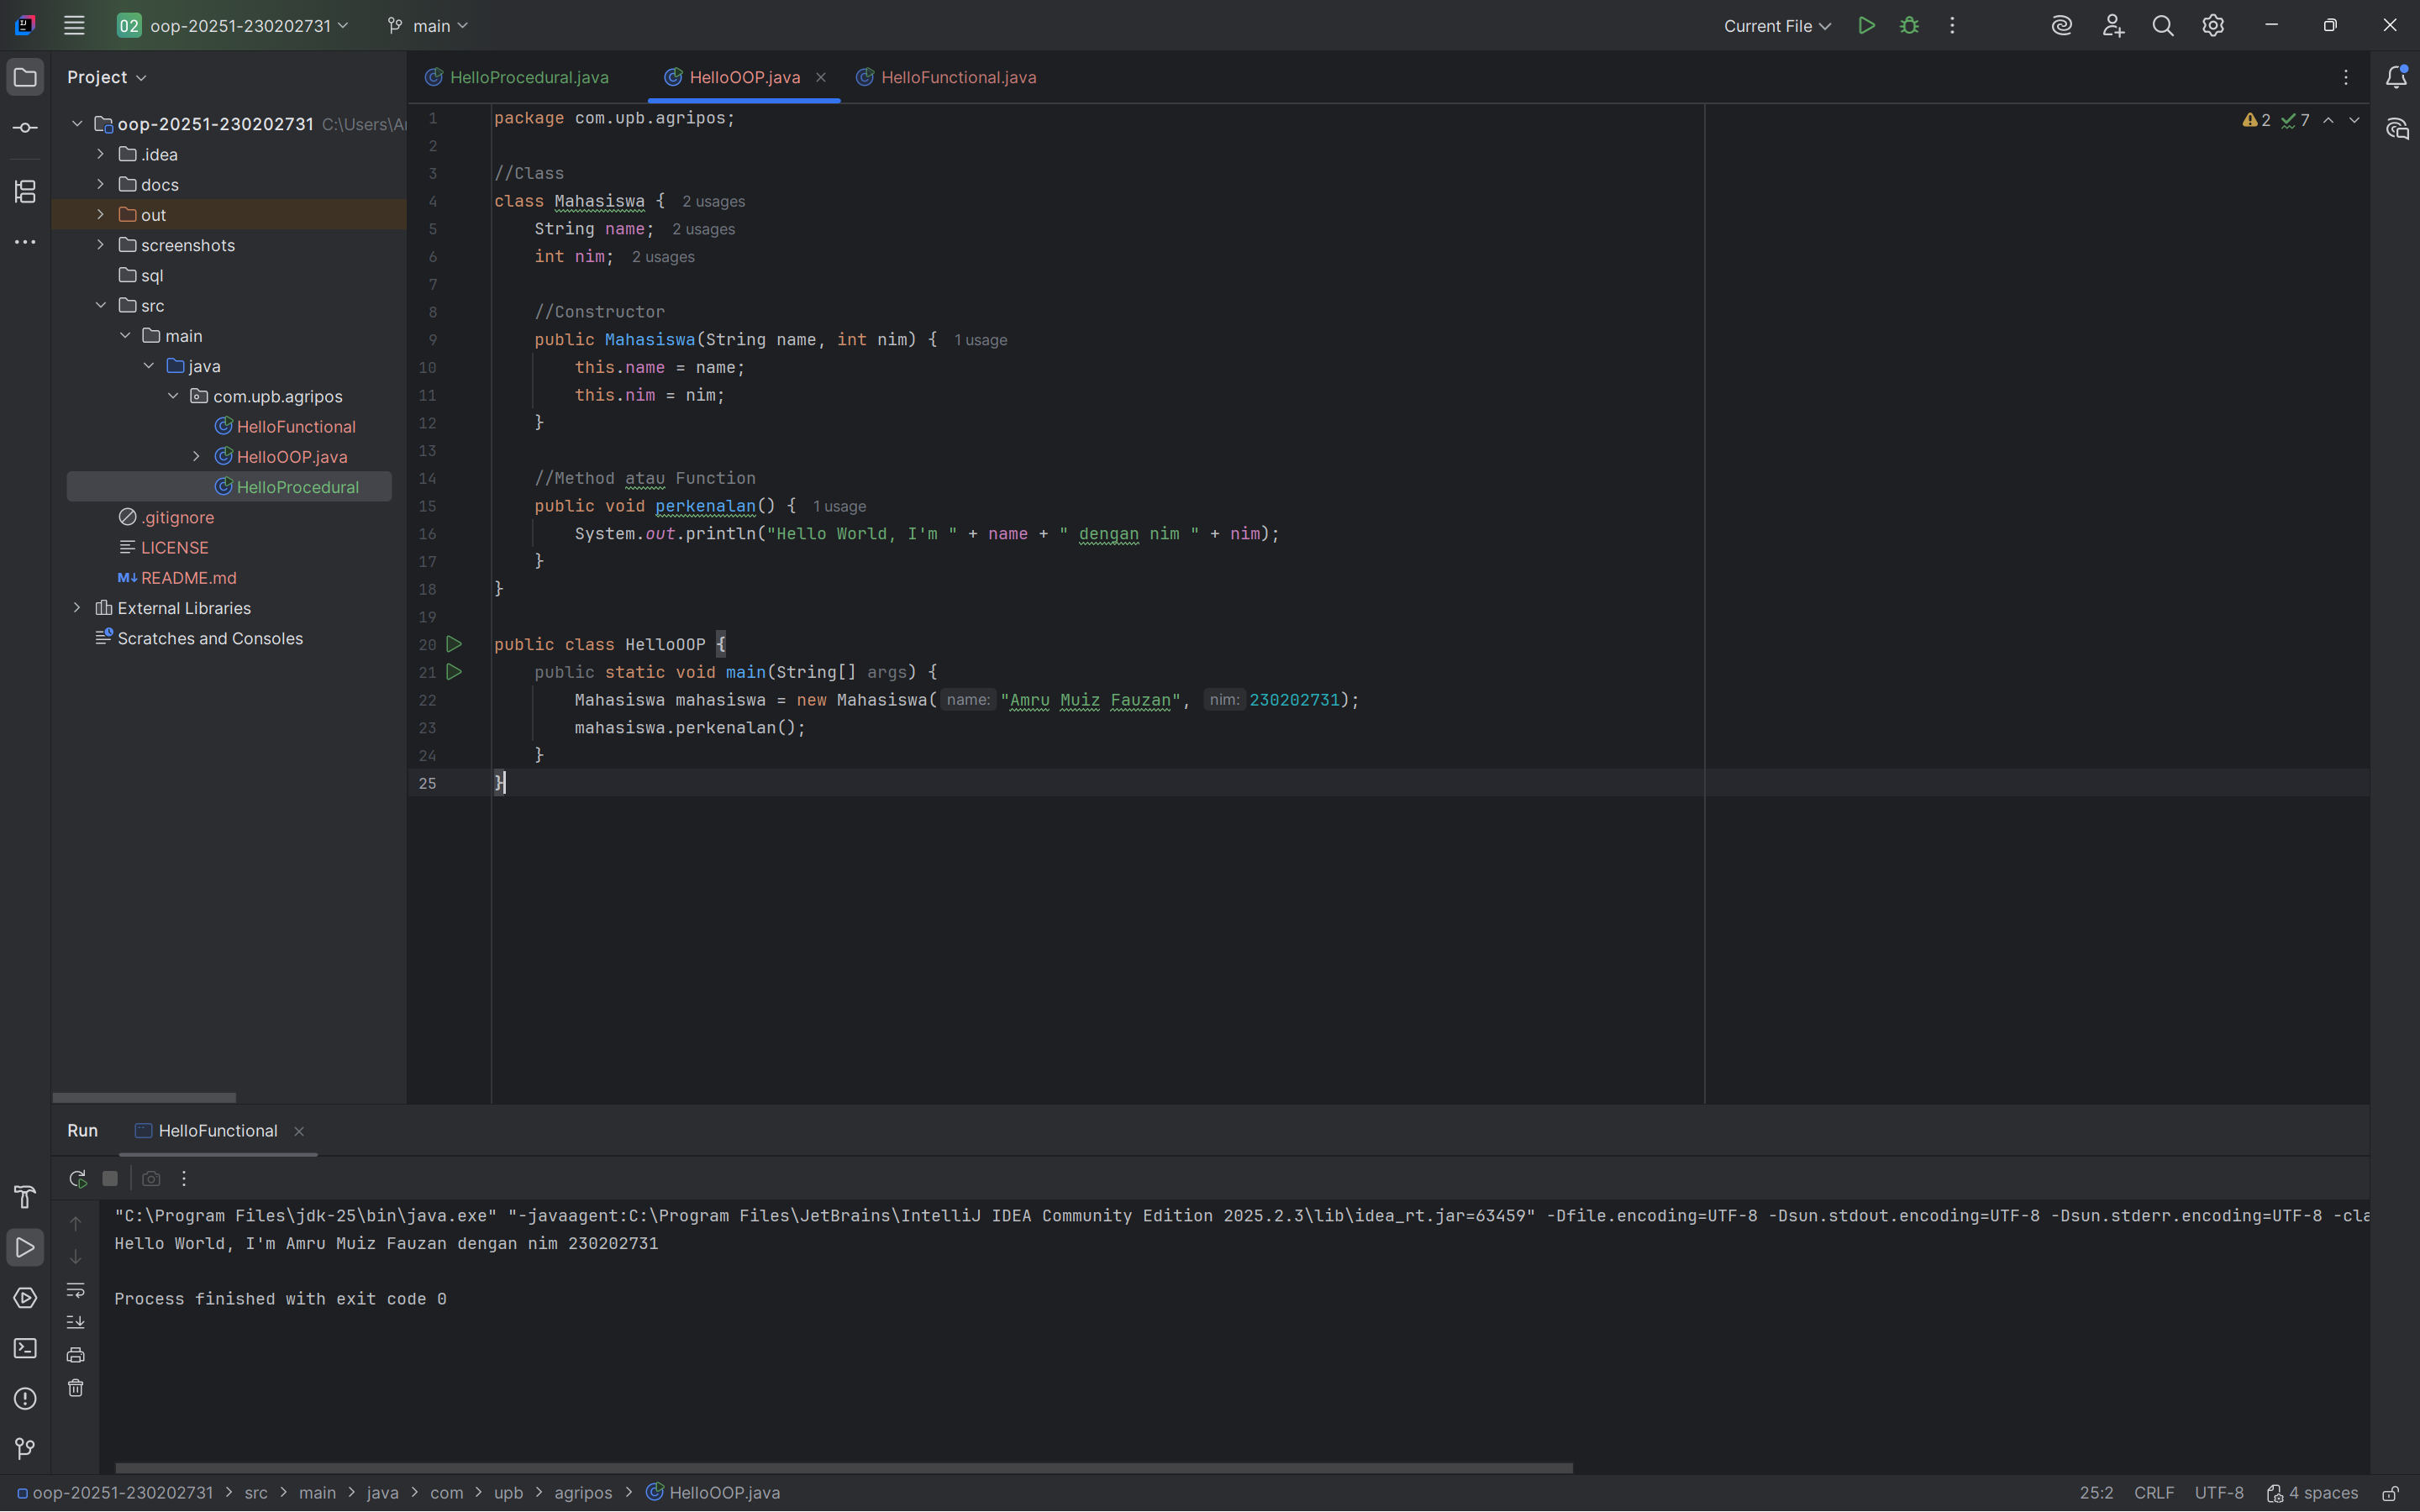 02 oop-20251-230202731 main Current File
Project
HelloProcedural.java HelloOOP.java HelloFunctional.java
oop-20251-230202731 C:\Users\A
.idea
docs
out
screenshots
sql
src
main
java
com.upb.agripos
HelloFunctional
HelloOOP.java
HelloProcedural
.gitignore
LICENSE
M↓ README.md
External Libraries
Scratches and Consoles
2 7
1 package com.upb.agripos;
2
3 //Class
4 class Mahasiswa { 2 usages
5 String name; 2 usages
6 int nim; 2 usages
7
8 //Constructor
9 public Mahasiswa(String name, int nim) { 1 usage
10 this.name = name;
11 this.nim = nim;
12 }
13
14 //Method atau Function
15 public void perkenalan() { 1 usage
16 System.out.println("Hello World, I'm " + name + " dengan nim " + nim);
17 }
18 }
19
20 public class HelloOOP {
21 public static void main(String[] args) {
22 Mahasiswa mahasiswa = new Mahasiswa( name: "Amru Muiz Fauzan", nim: 230202731);
23 mahasiswa.perkenalan();
24 }
25 }
Run HelloFunctional
"C:\Program Files\jdk-25\bin\java.exe" "-javaagent:C:\Program Files\JetBrains\IntelliJ IDEA Community Edition 2025.2.3\lib\idea_rt.jar=63459" -Dfile.encoding=UTF-8 -Dsun.stdout.encoding=UTF-8 -Dsun.stderr.encoding=UTF-8 -cla
Hello World, I'm Amru Muiz Fauzan dengan nim 230202731
Process finished with exit code 0
oop-20251-230202731 > src > main > java > com > upb > agripos > HelloOOP.java 25:2 CRLF UTF-8 4 spaces